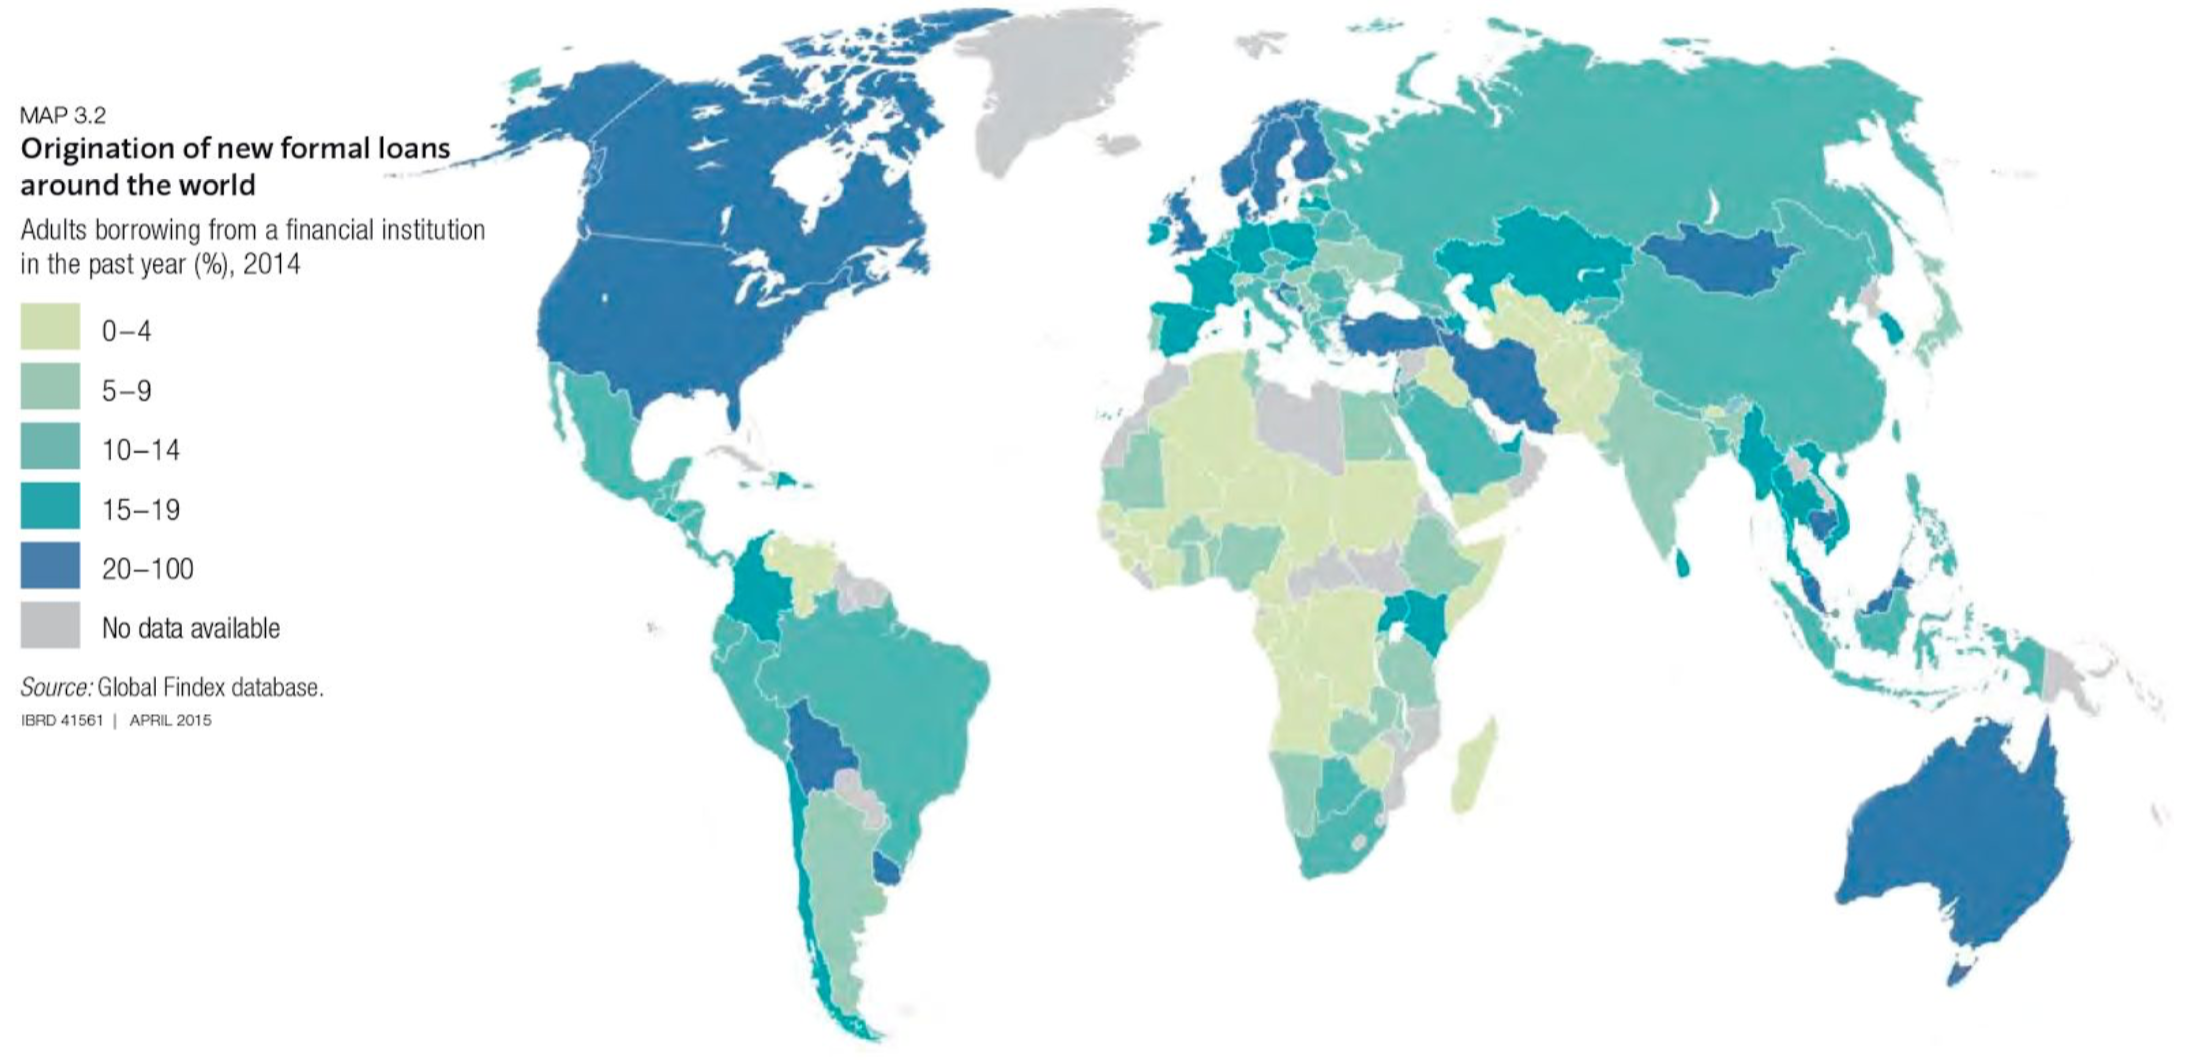 MAP 3.2
Origination of new formal loans
around the world
Adults borrowing from a financial institution
in the past year (%), 2014
0–4
5–9
10–14
15–19
20–100
No data available
Source: Global Findex database.
IBRD 41561 | APRIL 2015